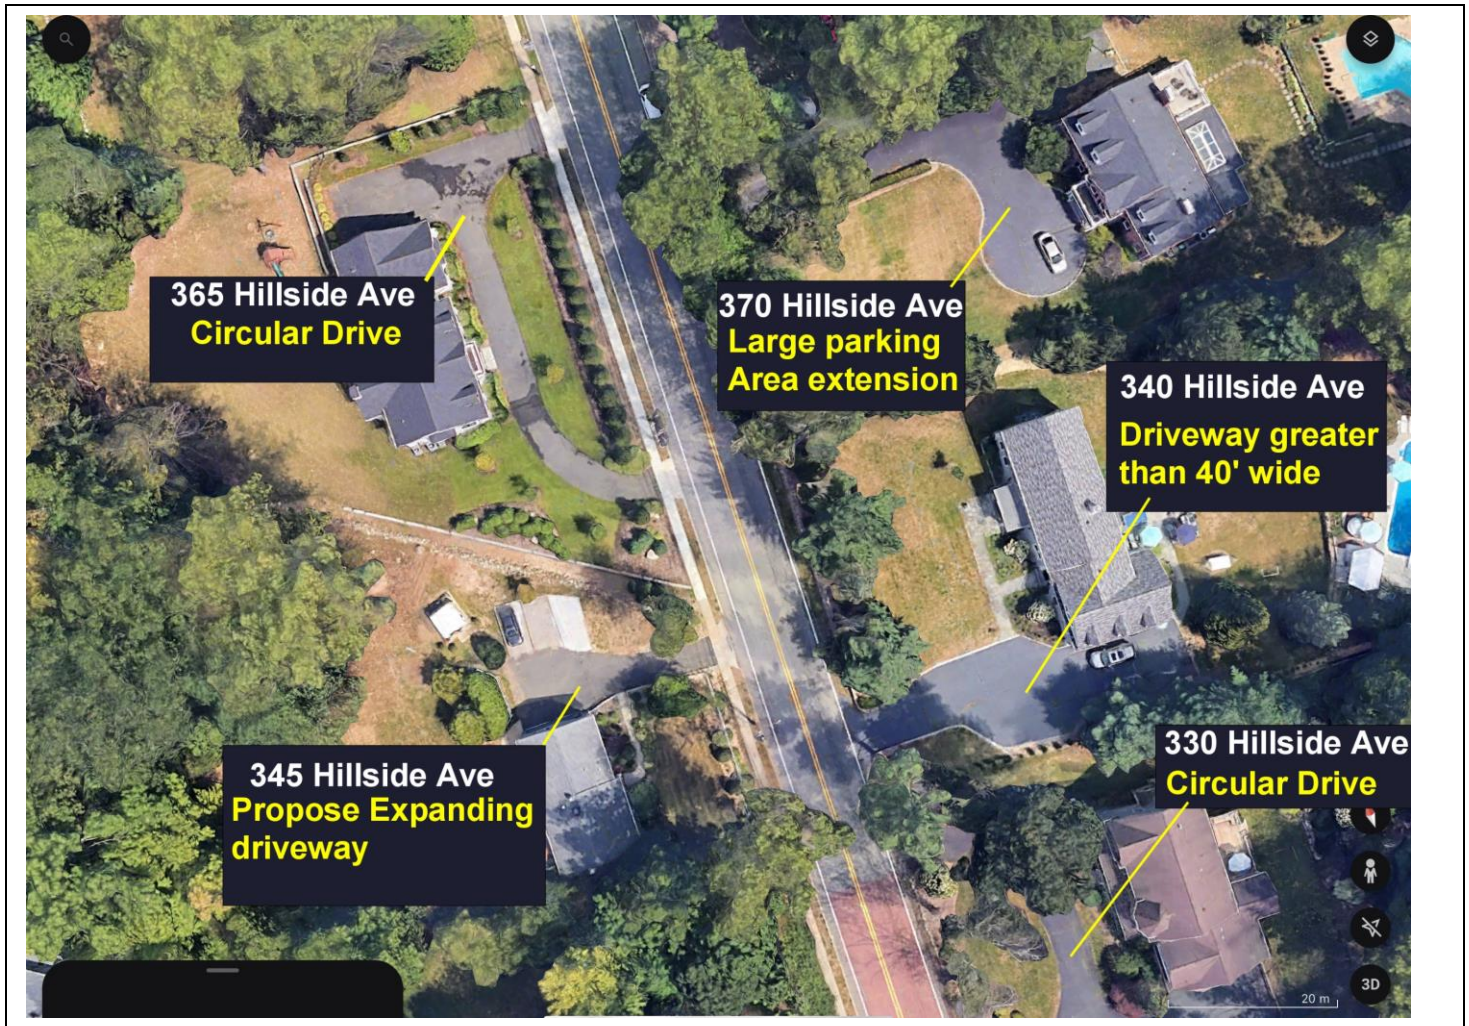 365 Hillside Ave
Circular Drive
370 Hillside Ave
Large parking
Area extension
340 Hillside Ave
Driveway greater
than 40' wide
345 Hillside Ave
Propose Expanding
driveway
330 Hillside Ave
Circular Drive
20 m
3D